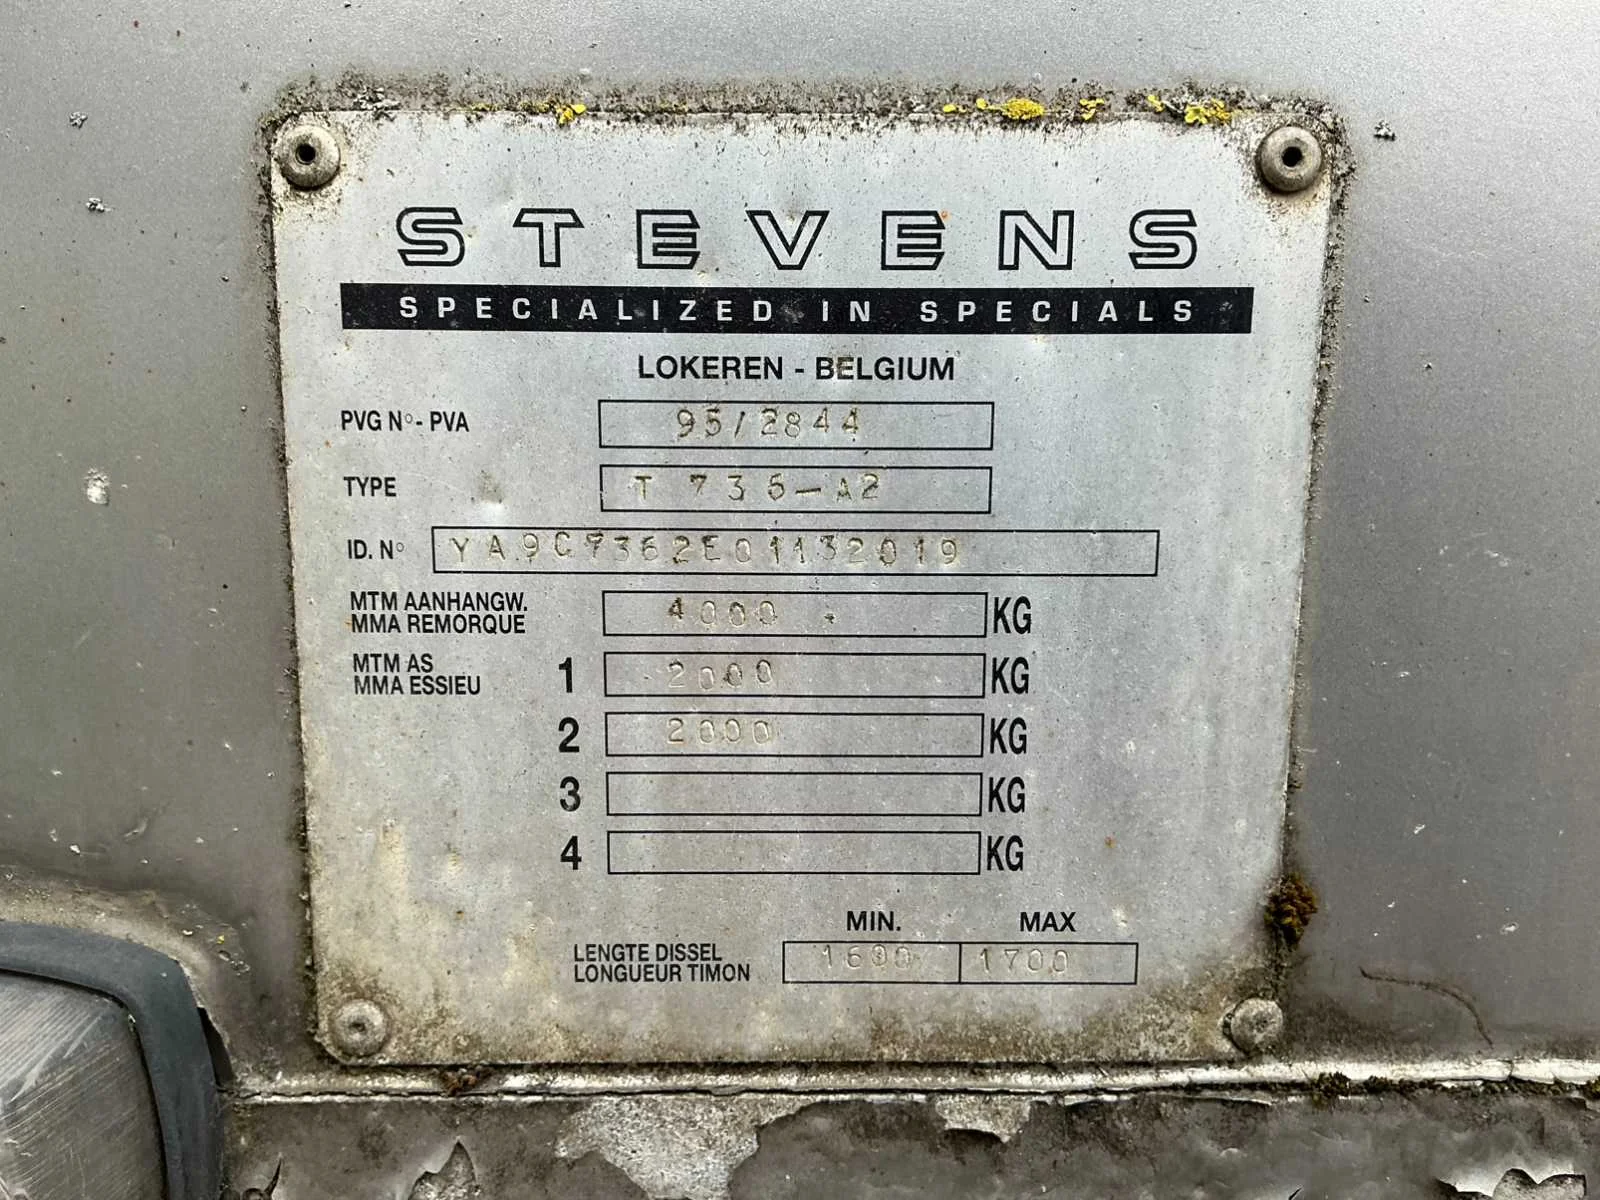 STEVENS
SPECIALIZED IN SPECIALS
LOKEREN - BELGIUM
PVG N° - PVA 95/2844
TYPE T 736-A2
ID. N° YA9C7362E01132019
MTM AANHANGW.
MMA REMORQUE 4000 KG
MTM AS
MMA ESSIEU 1 2000 KG
2 2000 KG
3 KG
4 KG
MIN. MAX
LENGTE DISSEL
LONGUEUR TIMON 1600 1700